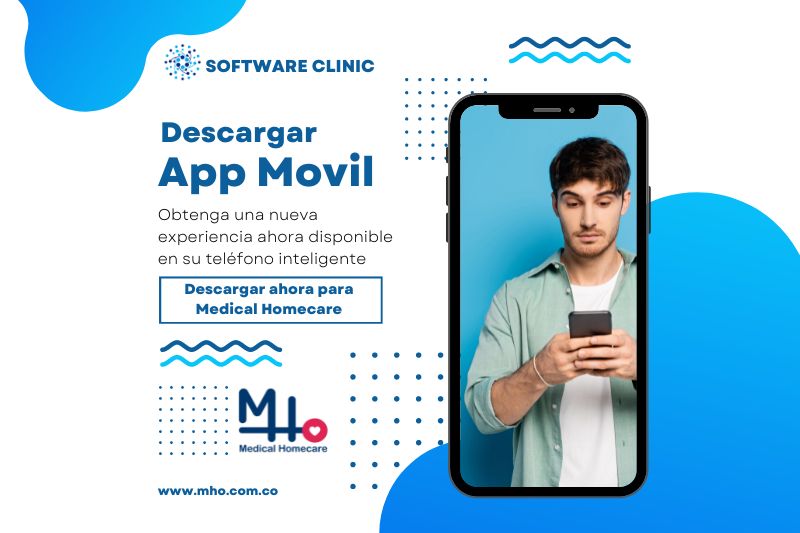 SOFTWARE CLINIC
Descargar
App Movil
Obtenga una nueva
experiencia ahora disponible
en su teléfono inteligente
Descargar ahora para
Medical Homecare
MHo
Medical Homecare
www.mho.com.co